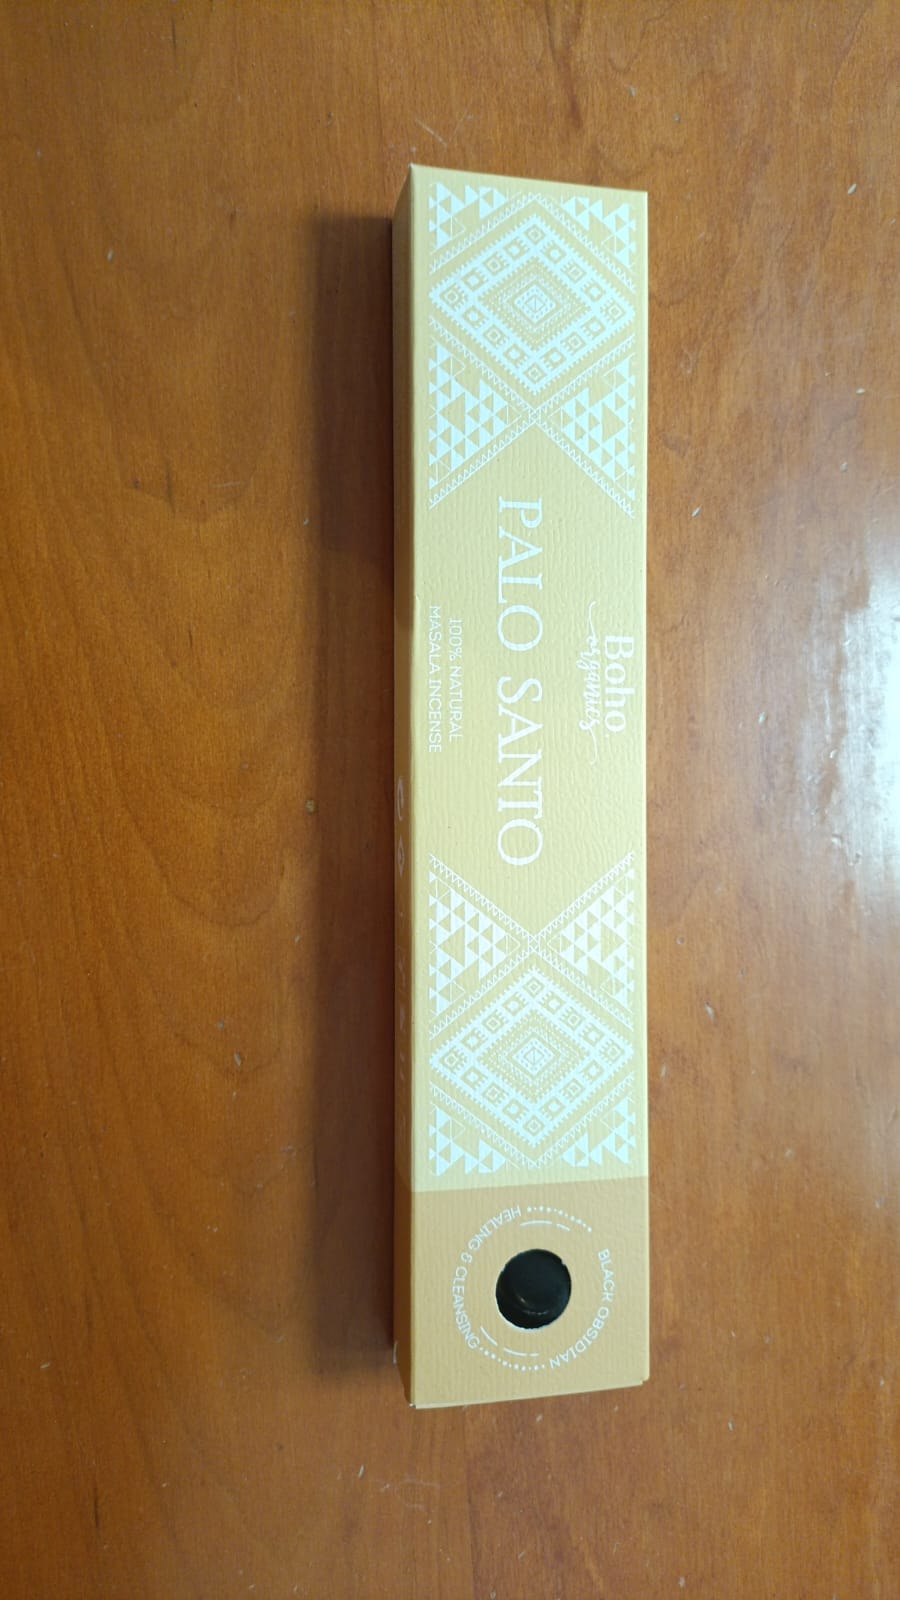 Boho
organics
PALO SANTO
100% NATURAL
MASALA INCENSE
BLACK OBSIDIAN
HEALING & CLEANSING